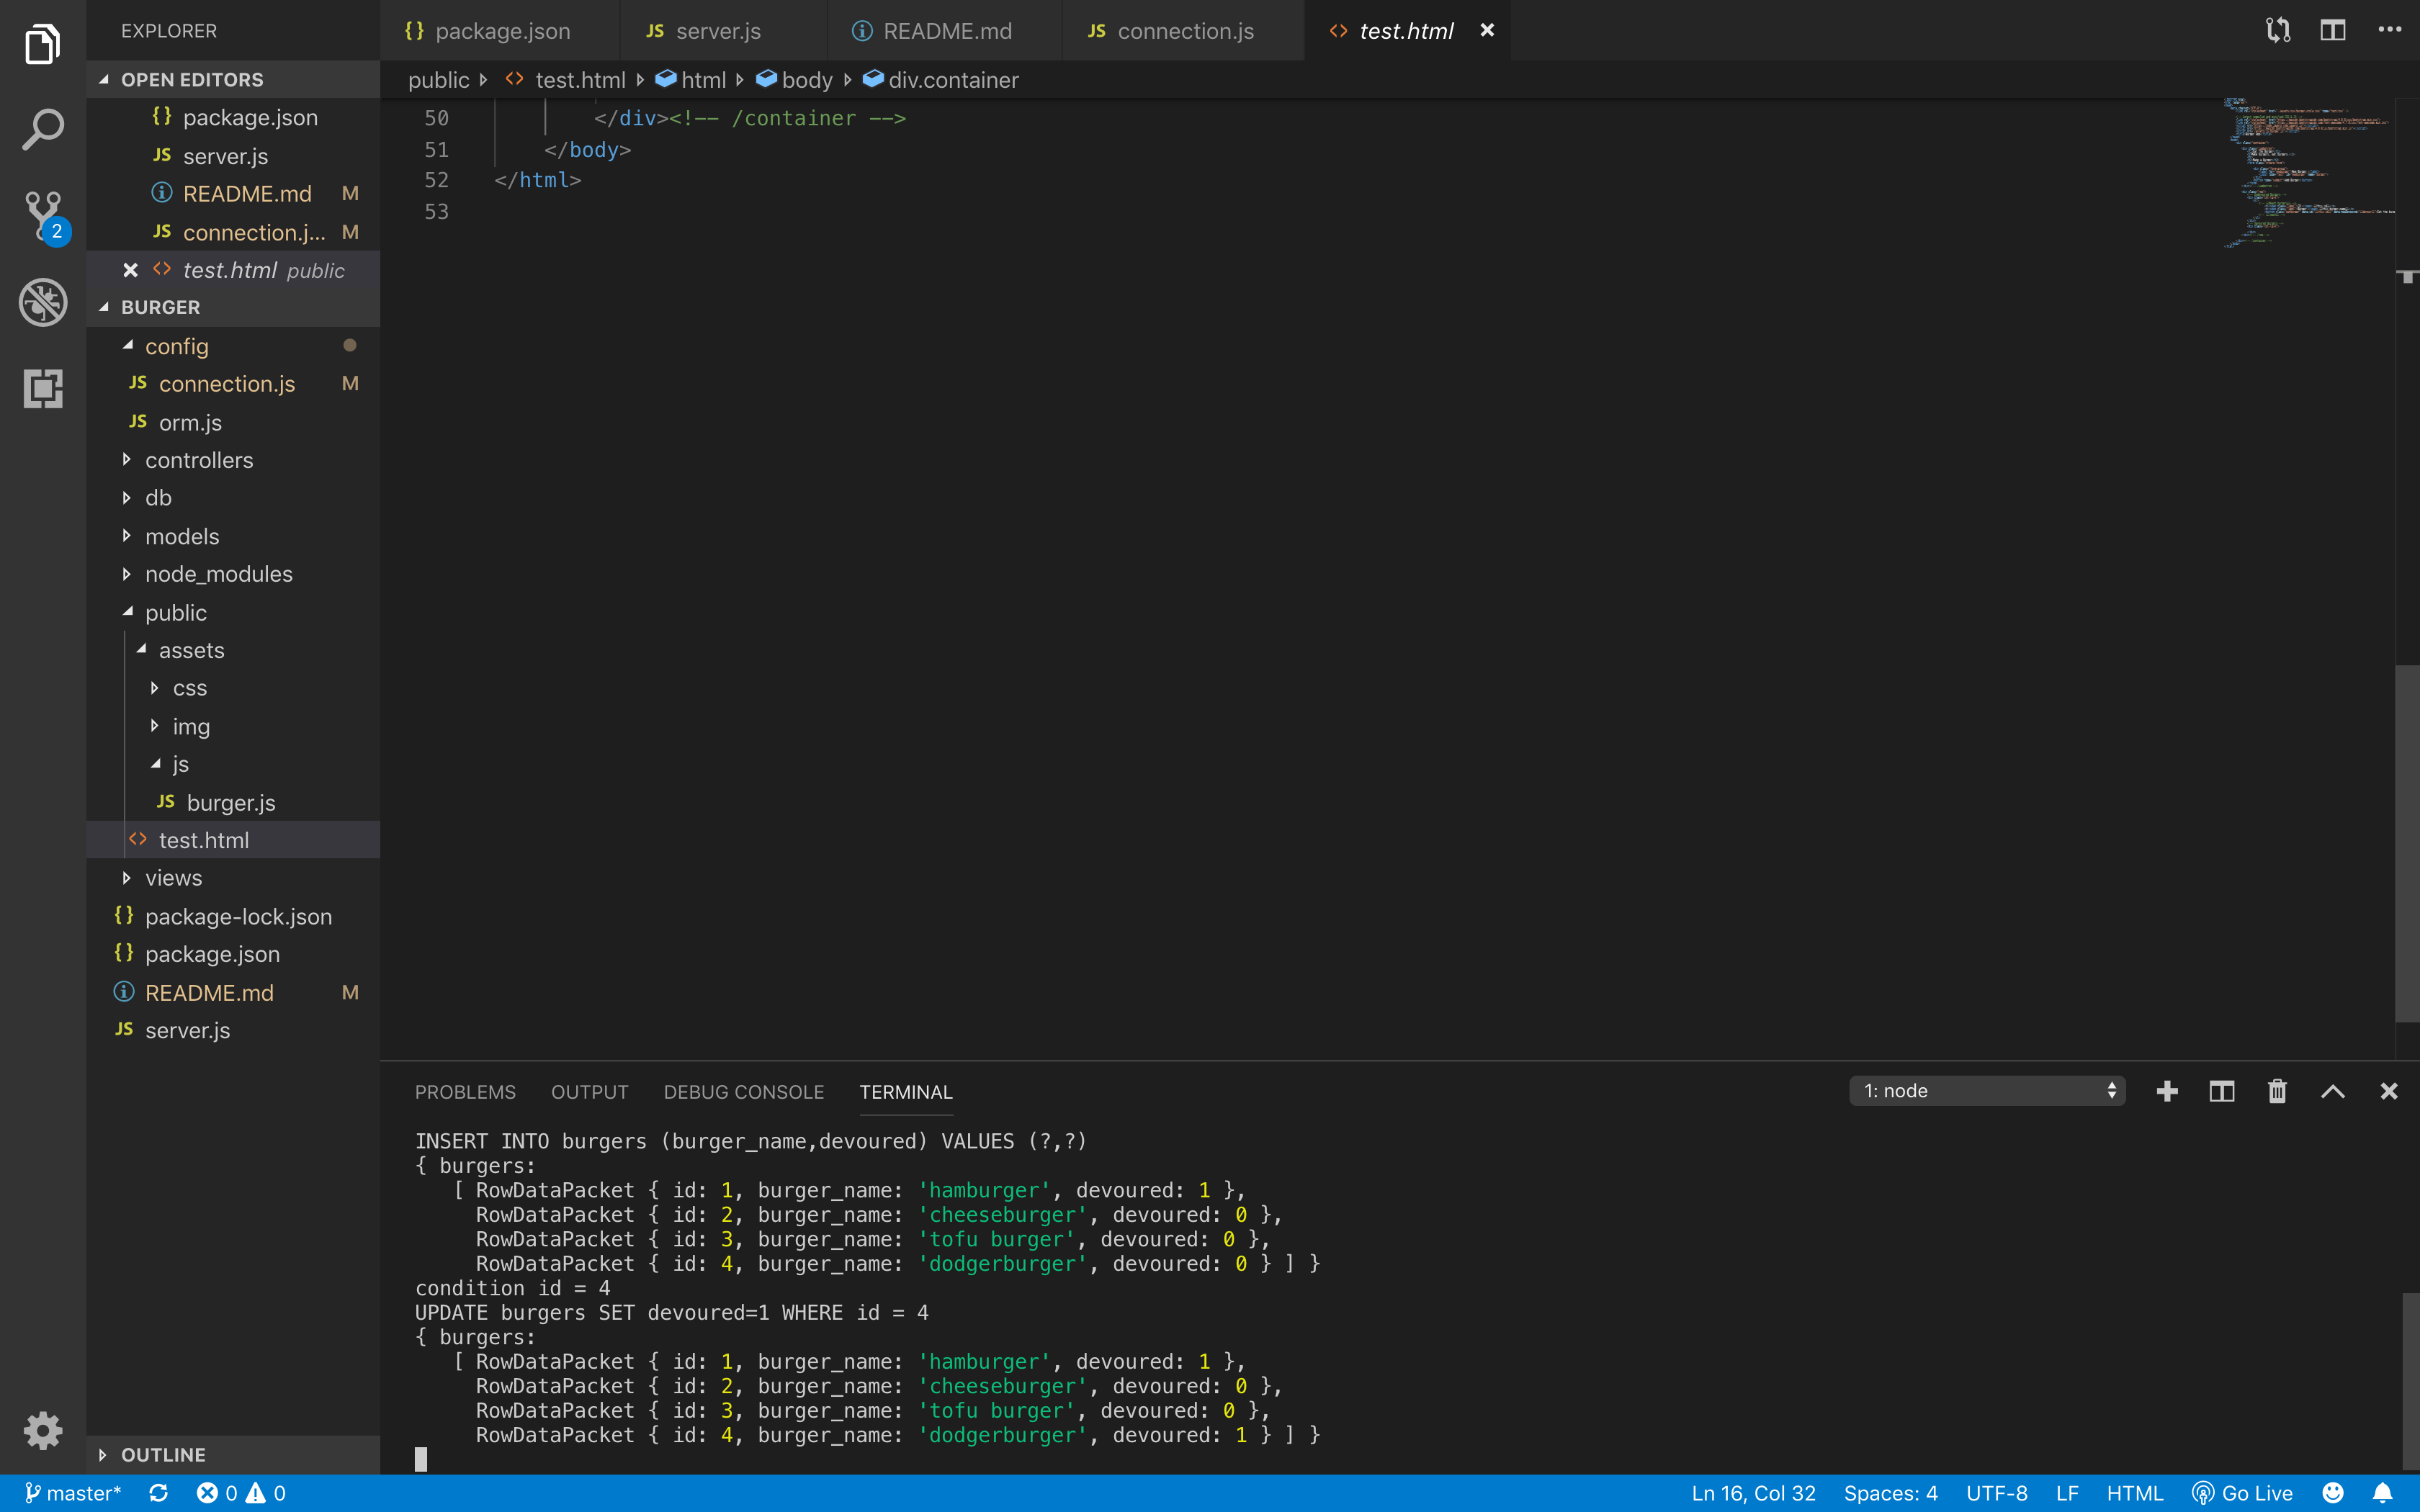 EXPLORER
OPEN EDITORS
package.json
server.js
README.md M
connection.j... M
test.html public
BURGER
config
connection.js M
orm.js
controllers
db
models
node_modules
public
assets
css
img
js
burger.js
test.html
views
package-lock.json
package.json
README.md M
server.js
OUTLINE
2
package.json
server.js
README.md
connection.js
test.html
public test.html html body div.container
50 </div><!-- /container -->
51 </body>
52 </html>
53
PROBLEMS OUTPUT DEBUG CONSOLE TERMINAL
1: node
INSERT INTO burgers (burger_name,devoured) VALUES (?,?)
{ burgers:
[ RowDataPacket { id: 1, burger_name: 'hamburger', devoured: 1 },
RowDataPacket { id: 2, burger_name: 'cheeseburger', devoured: 0 },
RowDataPacket { id: 3, burger_name: 'tofu burger', devoured: 0 },
RowDataPacket { id: 4, burger_name: 'dodgerburger', devoured: 0 } ] }
condition id = 4
UPDATE burgers SET devoured=1 WHERE id = 4
{ burgers:
[ RowDataPacket { id: 1, burger_name: 'hamburger', devoured: 1 },
RowDataPacket { id: 2, burger_name: 'cheeseburger', devoured: 0 },
RowDataPacket { id: 3, burger_name: 'tofu burger', devoured: 0 },
RowDataPacket { id: 4, burger_name: 'dodgerburger', devoured: 1 } ] }
master* 0 0 Ln 16, Col 32 Spaces: 4 UTF-8 LF HTML Go Live